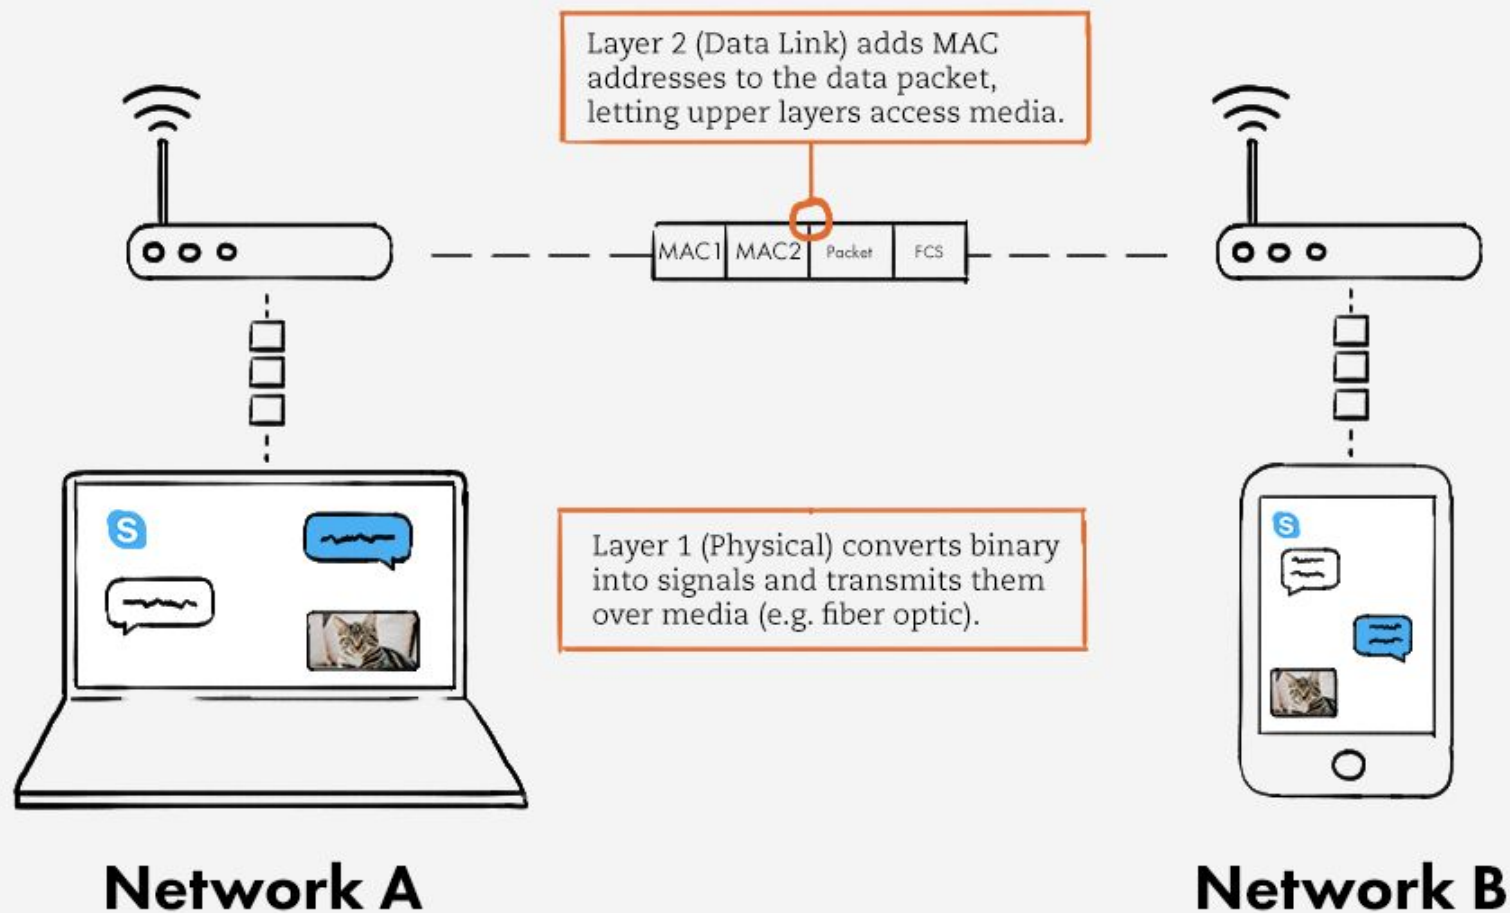 Layer 2 (Data Link) adds MAC
addresses to the data packet,
letting upper layers access media.
MAC1 MAC2 Packet FCS
S
S
Layer 1 (Physical) converts binary
into signals and transmits them
over media (e.g. fiber optic).
Network A
Network B